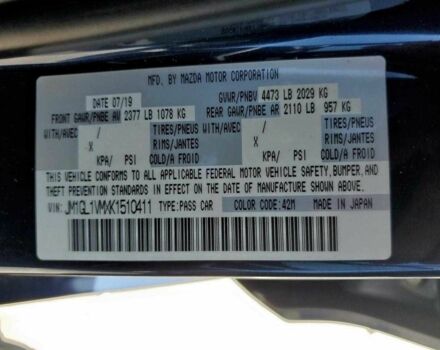 MFD. BY MAZDA MOTOR CORPORATION
DATE 07/19 GVWR/PNBV 4473 LB 2029 KG
FRONT GAWR/PNBE AV 2377 LB 1078 KG REAR GAWR/PNBE AR 2110 LB 957 KG
WITH/AVEC / TIRES/PNEUS WITH/AVEC / TIRES/PNEUS
-X RIMS/JANTES -X RIMS/JANTES
KPA/ PSI COLD/A FROID KPA/ PSI COLD/A FROID
THIS VEHICLE CONFORMS TO ALL APPLICABLE FEDERAL MOTOR VEHICLE SAFETY, BUMPER, AND
THEFT PREVENTION STANDARDS IN EFFECT ON THE DATE OF MANUFACTURE SHOWN ABOVE.
VIN: JM1GL1VMXK1510411 TYPE:PASS CAR COLOR CODE:42M MADE IN JAPAN